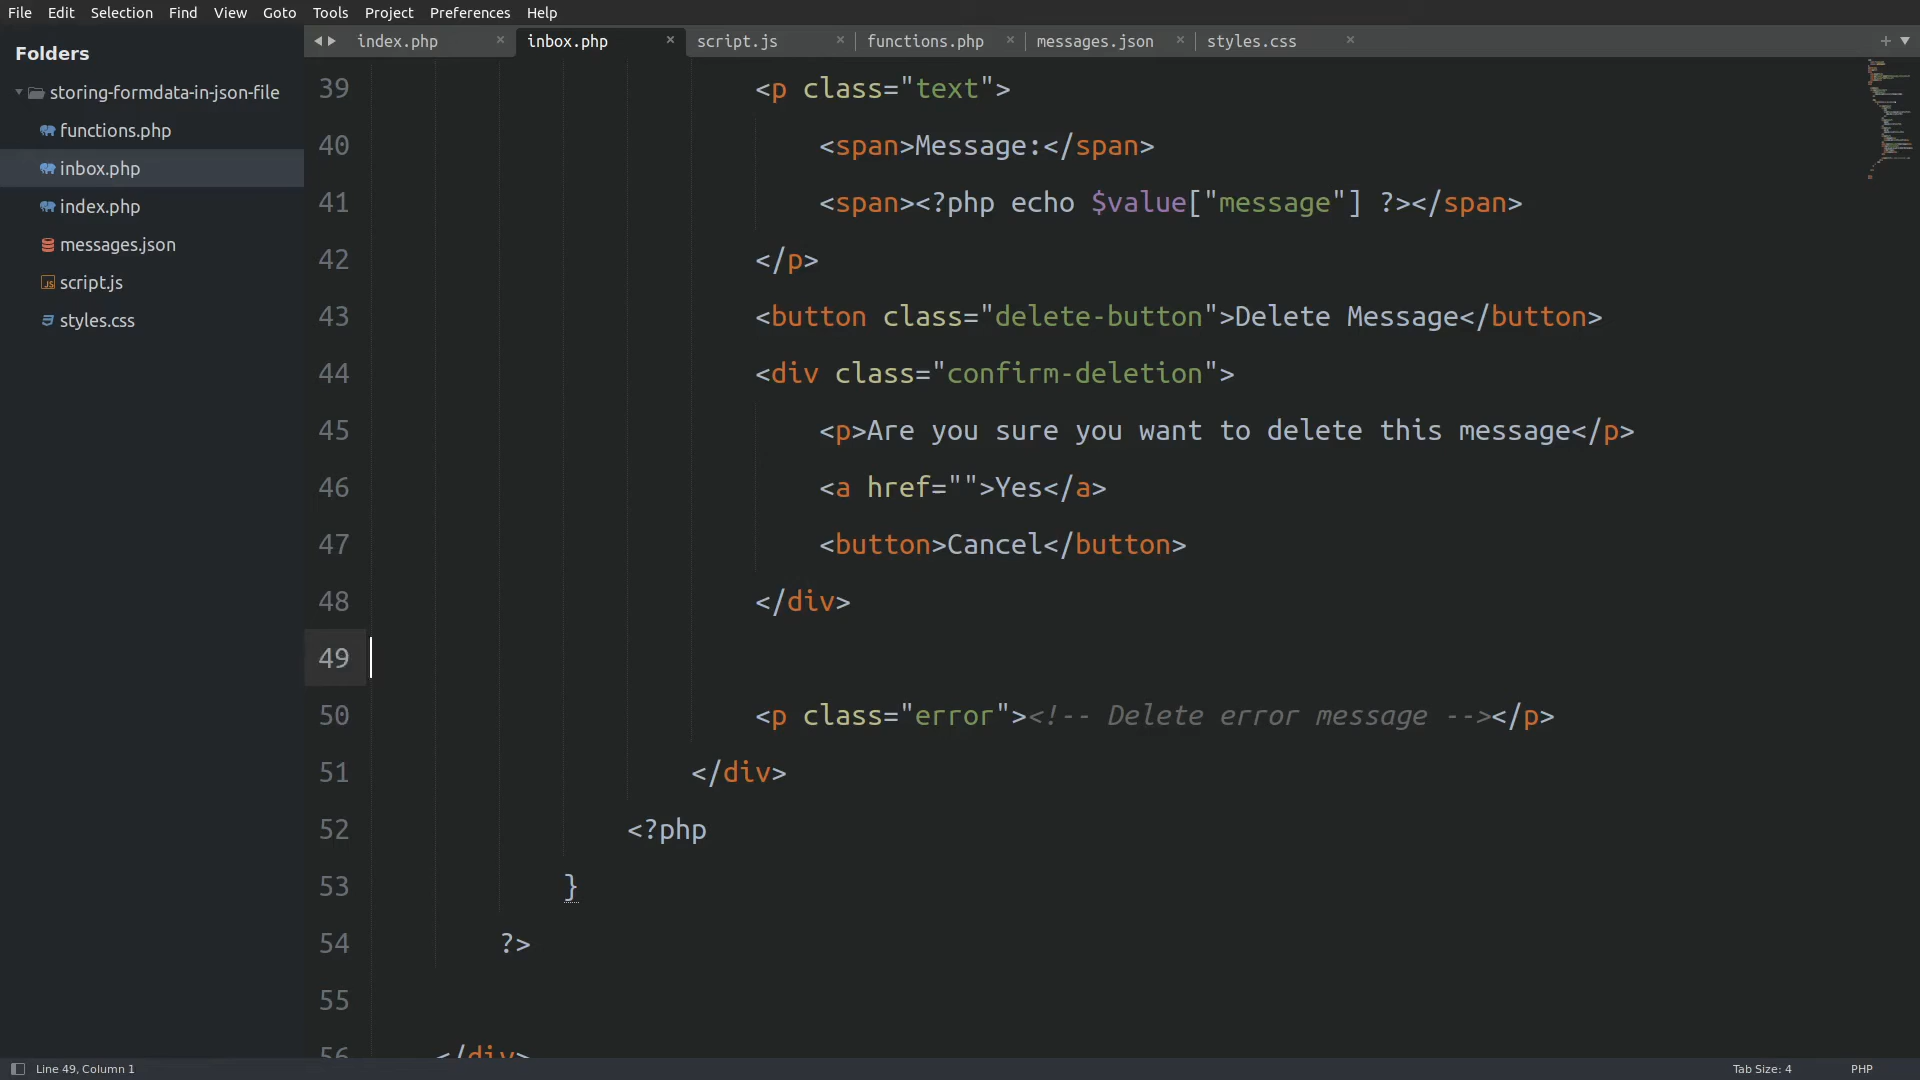 File Edit Selection Find View Goto Tools Project Preferences Help
Folders
storing-formdata-in-json-file
functions.php
inbox.php
index.php
messages.json
script.js
styles.css
index.php × inbox.php × script.js × functions.php × messages.json × styles.css ×
39 <p class="text">
40 <span>Message:</span>
41 <span><?php echo $value["message"] ?></span>
42 </p>
43 <button class="delete-button">Delete Message</button>
44 <div class="confirm-deletion">
45 <p>Are you sure you want to delete this message</p>
46 <a href="">Yes</a>
47 <button>Cancel</button>
48 </div>
49
50 <p class="error"><!-- Delete error message --></p>
51 </div>
52 <?php
53 }
54 ?>
55
56 </div>
Line 49, Column 1 Tab Size: 4 PHP